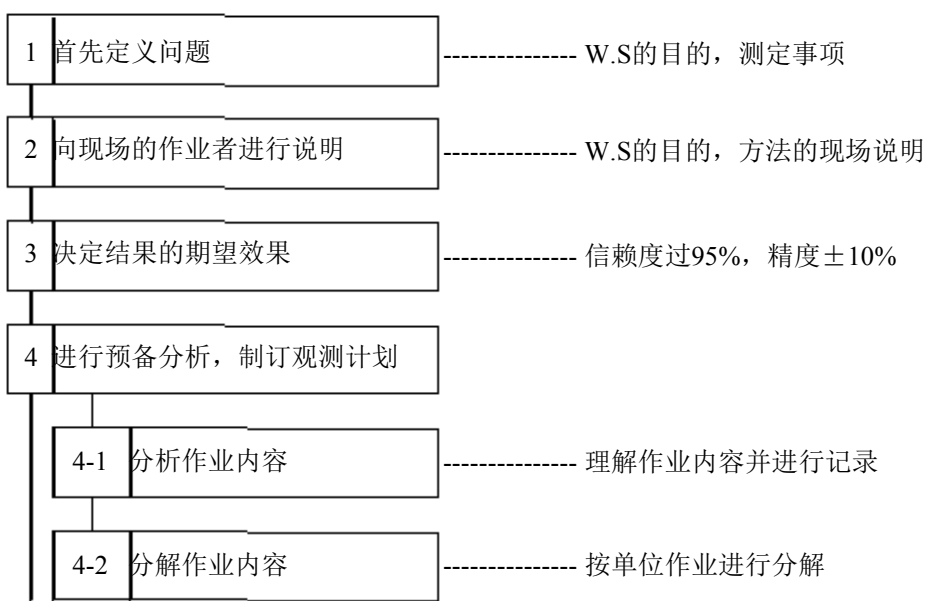 1 首先定义问题 --------------- W.S的目的，测定事项
2 向现场的作业者进行说明 --------------- W.S的目的，方法的现场说明
3 决定结果的期望效果 --------------- 信赖度过95%，精度±10%
4 进行预备分析，制订观测计划
4-1 分析作业内容 --------------- 理解作业内容并进行记录
4-2 分解作业内容 --------------- 按单位作业进行分解